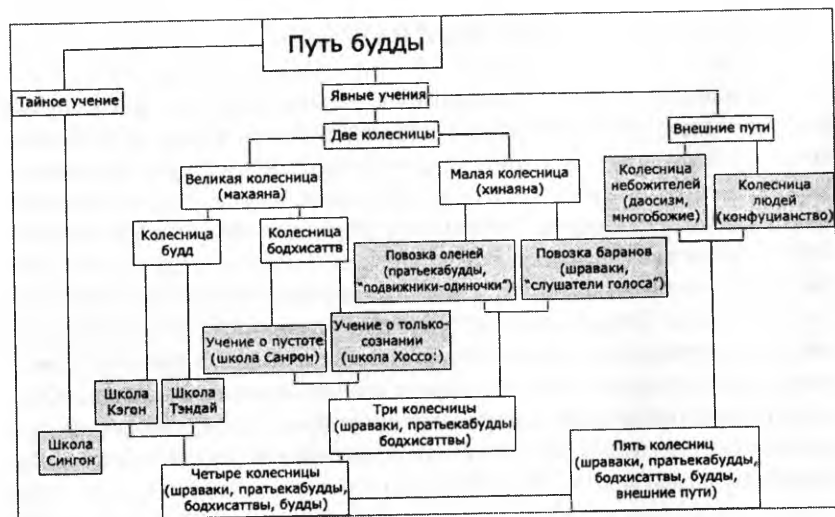 Путь будды
Тайное учение
Явные учения
Две колесницы
Внешние пути
Великая колесница
(махаяна)
Малая колесница
(хинаяна)
Колесница
небожителей
(даосизм,
многобожие)
Колесница
людей
(конфуцианство)
Колесница
будд
Колесница
бодхисаттв
Повозка оленей
(пратьекабудды,
"подвижники-одиночки")
Повозка баранов
(шраваки,
"слушатели голоса")
Учение о пустоте
(школа Санрон)
Учение о только-
сознании
(школа Хоссо:)
Школа
Кэгон
Школа
Тэндай
Школа
Сингон
Три колесницы
(шраваки, пратьекабудды,
бодхисаттвы)
Четыре колесницы
(шраваки, пратьекабудды,
бодхисаттвы, будды)
Пять колесниц
(шраваки, пратьекабудды,
бодхисаттвы, будды,
внешние пути)